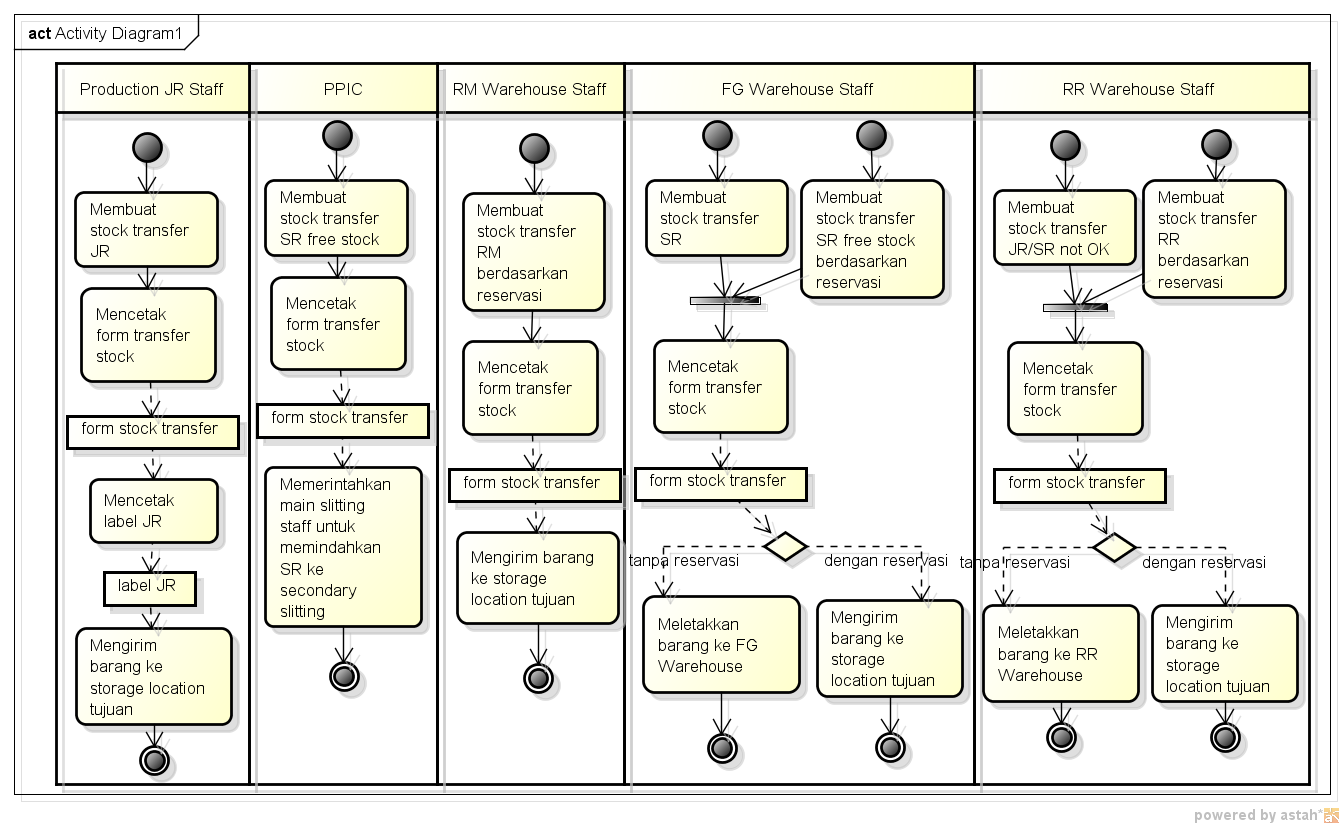 act Activity Diagram1
Production JR Staff
PPIC
RM Warehouse Staff
FG Warehouse Staff
RR Warehouse Staff
Membuat
stock transfer
JR
Mencetak
form transfer
stock
form stock transfer
Mencetak
label JR
label JR
Mengirim
barang ke
storage location
tujuan
Membuat
stock transfer
SR free stock
Mencetak
form transfer
stock
form stock transfer
Memerintahkan
main slitting
staff untuk
memindahkan
SR ke
secondary
slitting
Membuat
stock transfer
RM
berdasarkan
reservasi
Mencetak
form transfer
stock
form stock transfer
Mengirim barang
ke storage
location tujuan
Membuat
stock transfer
SR
Membuat
stock transfer
SR free stock
berdasarkan
reservasi
Mencetak
form transfer
stock
form stock transfer
tanpa reservasi
dengan reservasi
Meletakkan
barang ke FG
Warehouse
Mengirim
barang ke
storage
location tujuan
Membuat
stock transfer
JR/SR not OK
Membuat
stock transfer
RR
berdasarkan
reservasi
Mencetak
form transfer
stock
form stock transfer
tanpa reservasi
dengan reservasi
Meletakkan
barang ke RR
Warehouse
Mengirim
barang ke
storage
location tujuan
powered by astah*